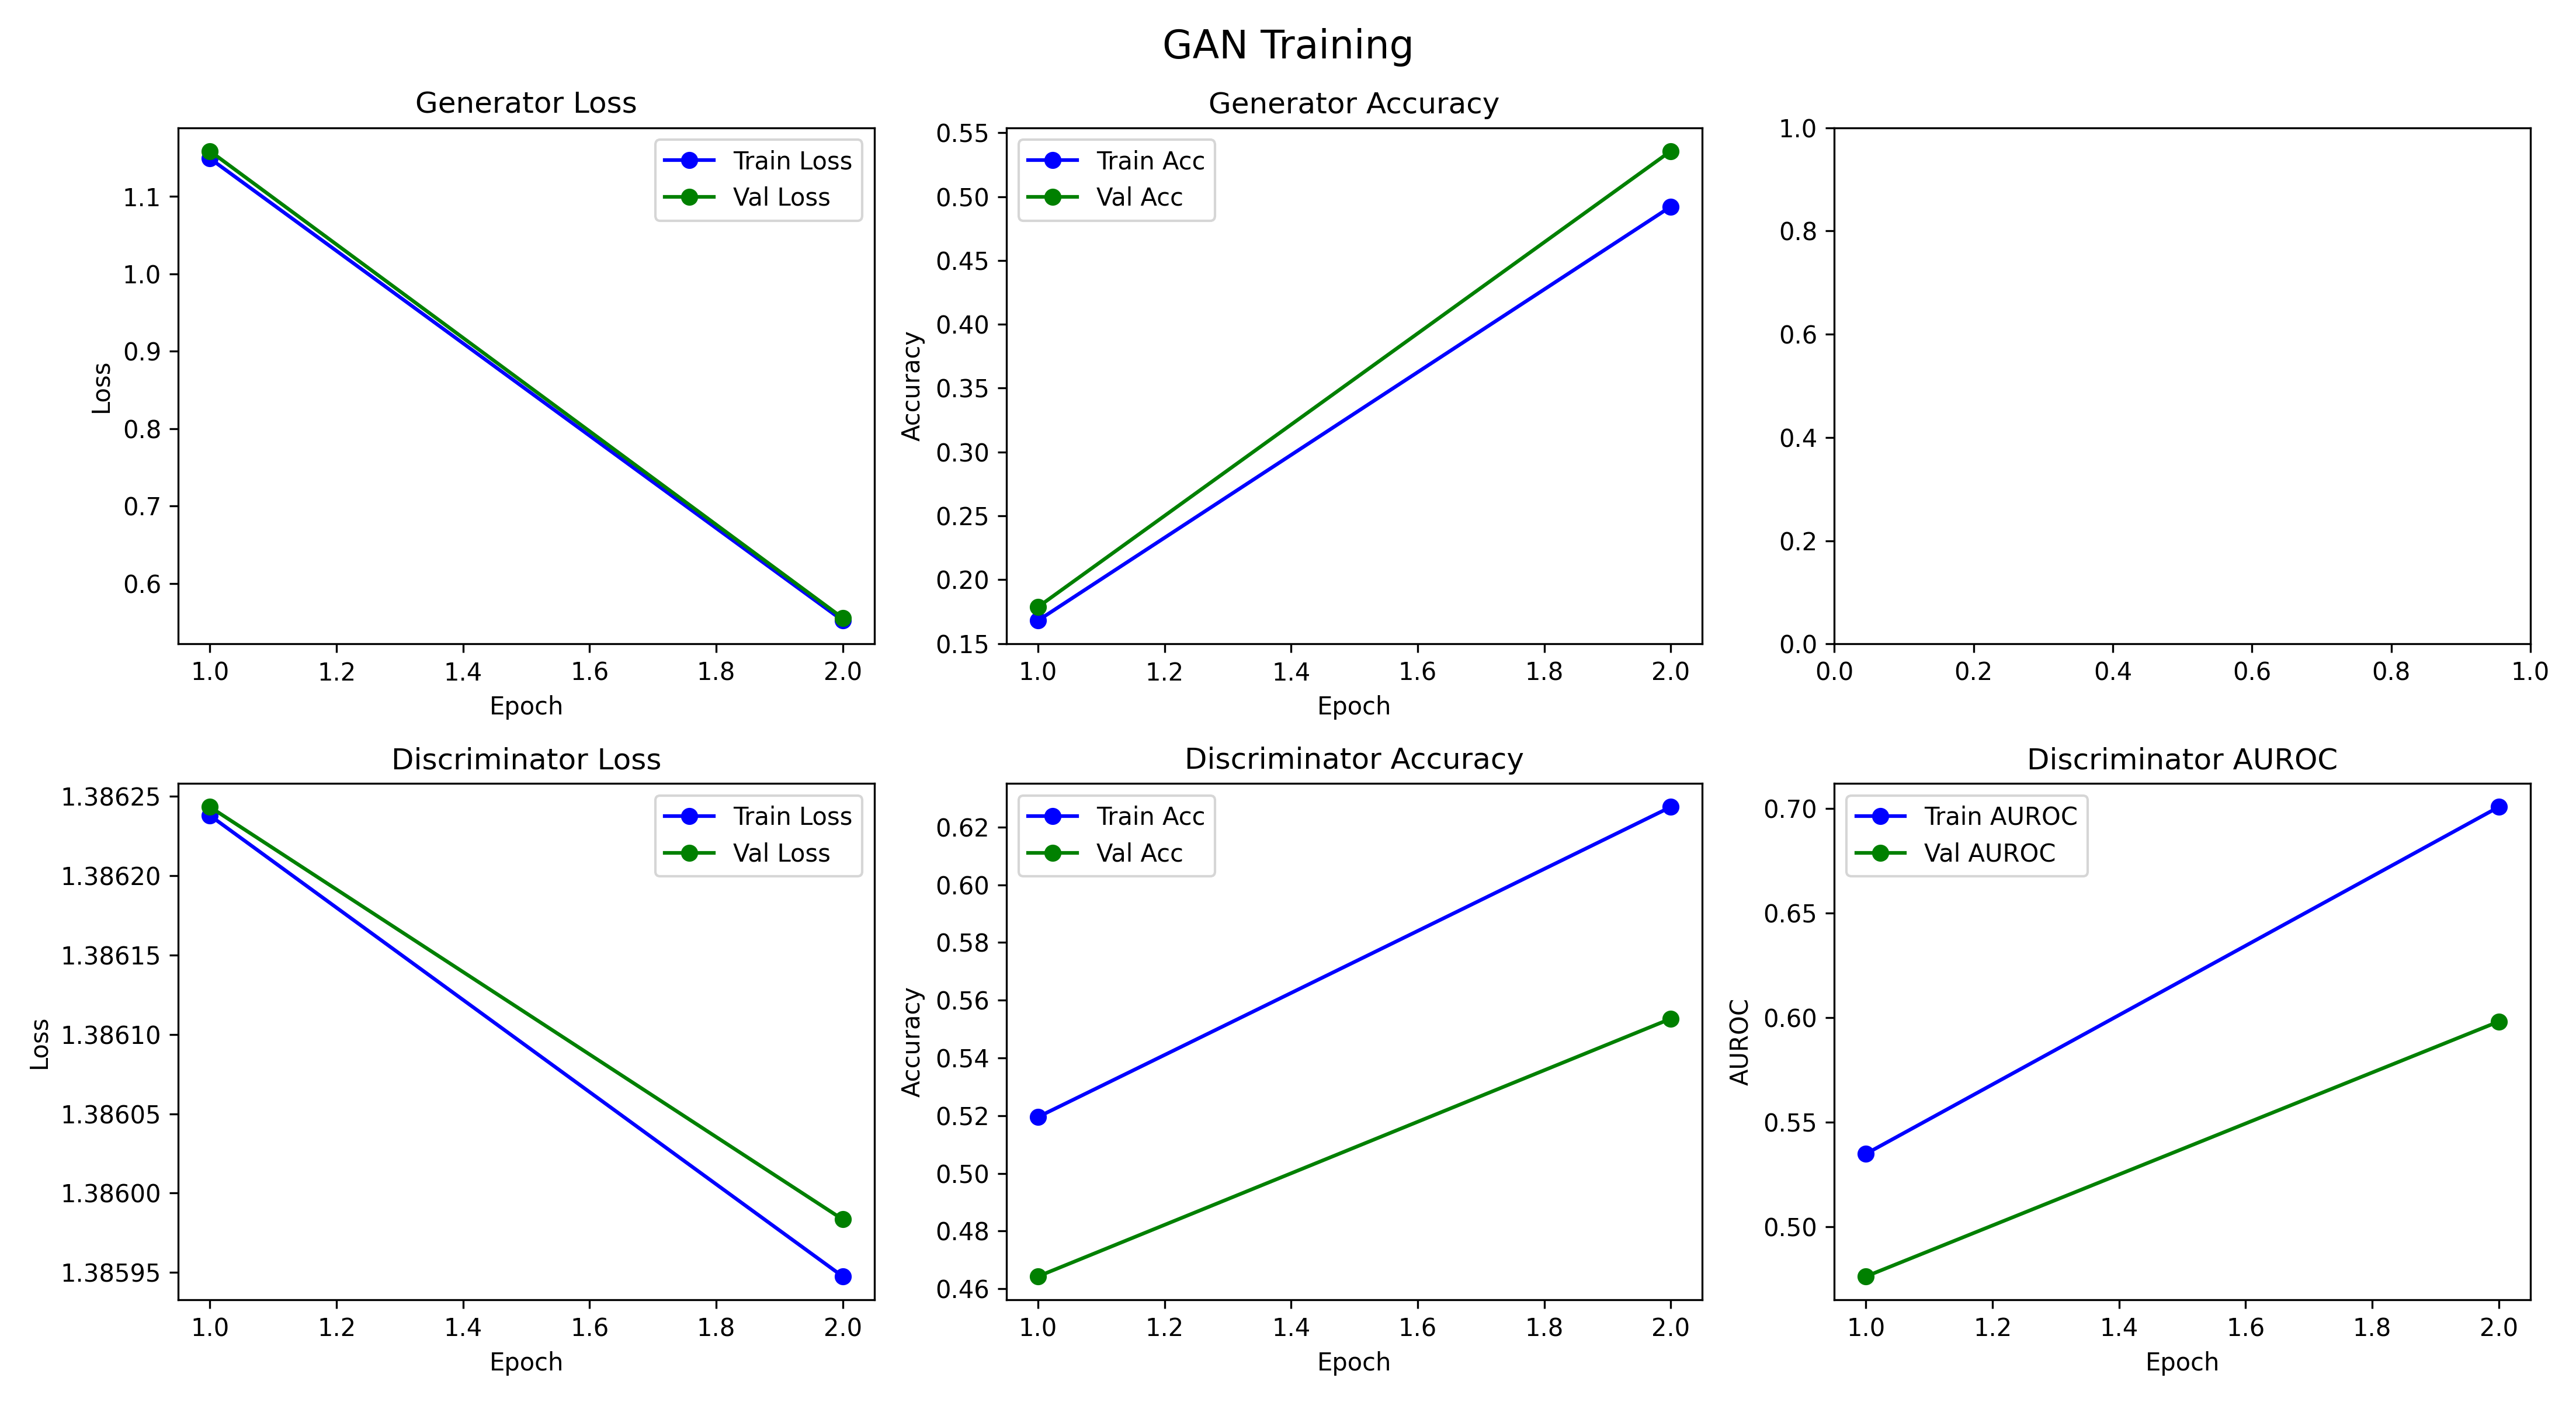 GAN Training
Generator Loss
Train Loss
Val Loss
Loss
1.1
1.0
0.9
0.8
0.7
0.6
1.0 1.2 1.4 1.6 1.8 2.0
Epoch
Generator Accuracy
Train Acc
Val Acc
Accuracy
0.55
0.50
0.45
0.40
0.35
0.30
0.25
0.20
0.15
1.0 1.2 1.4 1.6 1.8 2.0
Epoch
1.0
0.8
0.6
0.4
0.2
0.0
0.0 0.2 0.4 0.6 0.8 1.0
Discriminator Loss
Train Loss
Val Loss
Loss
1.38625
1.38620
1.38615
1.38610
1.38605
1.38600
1.38595
1.0 1.2 1.4 1.6 1.8 2.0
Epoch
Discriminator Accuracy
Train Acc
Val Acc
Accuracy
0.62
0.60
0.58
0.56
0.54
0.52
0.50
0.48
0.46
1.0 1.2 1.4 1.6 1.8 2.0
Epoch
Discriminator AUROC
Train AUROC
Val AUROC
AUROC
0.70
0.65
0.60
0.55
0.50
1.0 1.2 1.4 1.6 1.8 2.0
Epoch